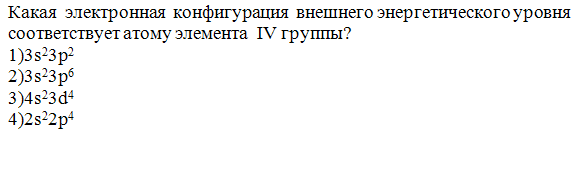 Какая электронная конфигурация внешнего энергетического уровня
соответствует атому элемента IV группы?
1)3s²3p²
2)3s²3p⁶
3)4s²3d⁴
4)2s²2p⁴